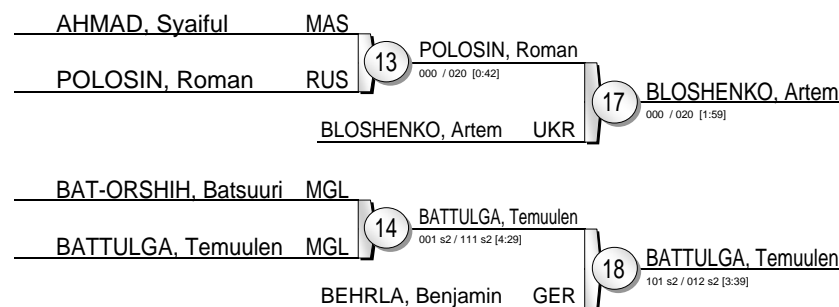 AHMAD, Syaiful MAS
13 POLOSIN, Roman
000 / 020 [0:42]
POLOSIN, Roman RUS
17 BLOSHENKO, Artem
000 / 020 [1:59]
BLOSHENKO, Artem UKR
BAT-ORSHIH, Batsuuri MGL
14 BATTULGA, Temuulen
001 s2 / 111 s2 [4:29]
BATTULGA, Temuulen MGL
18 BATTULGA, Temuulen
101 s2 / 012 s2 [3:39]
BEHRLA, Benjamin GER